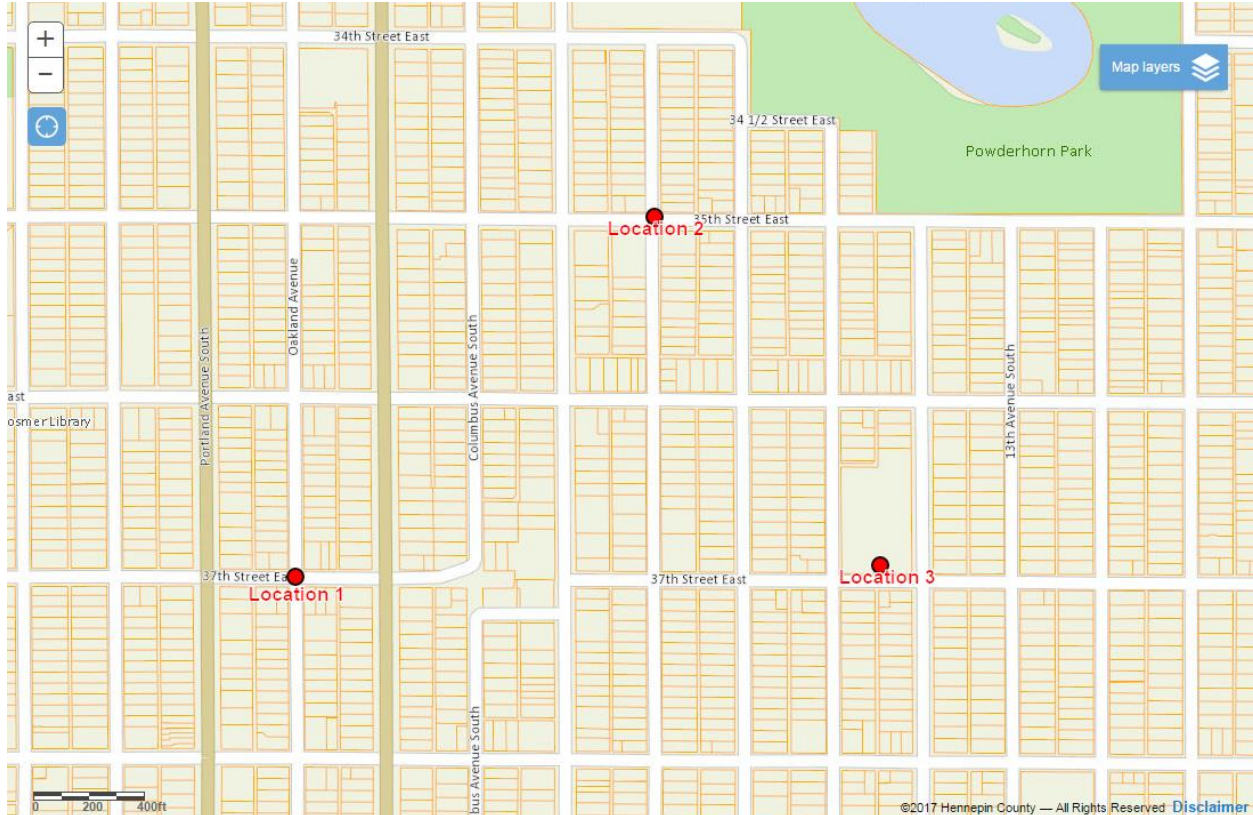 +
34th Street East
−
Map layers
34 1/2 Street East
Powderhorn Park
35th Street East
Location 2
Oakland Avenue
Portland Avenue South
Columbus Avenue South
13th Avenue South
ast
osmer Library
37th Street Ea
Location 1
37th Street East
Location 3
bus Avenue South
0 200 400ft
©2017 Hennepin County — All Rights Reserved Disclaimer